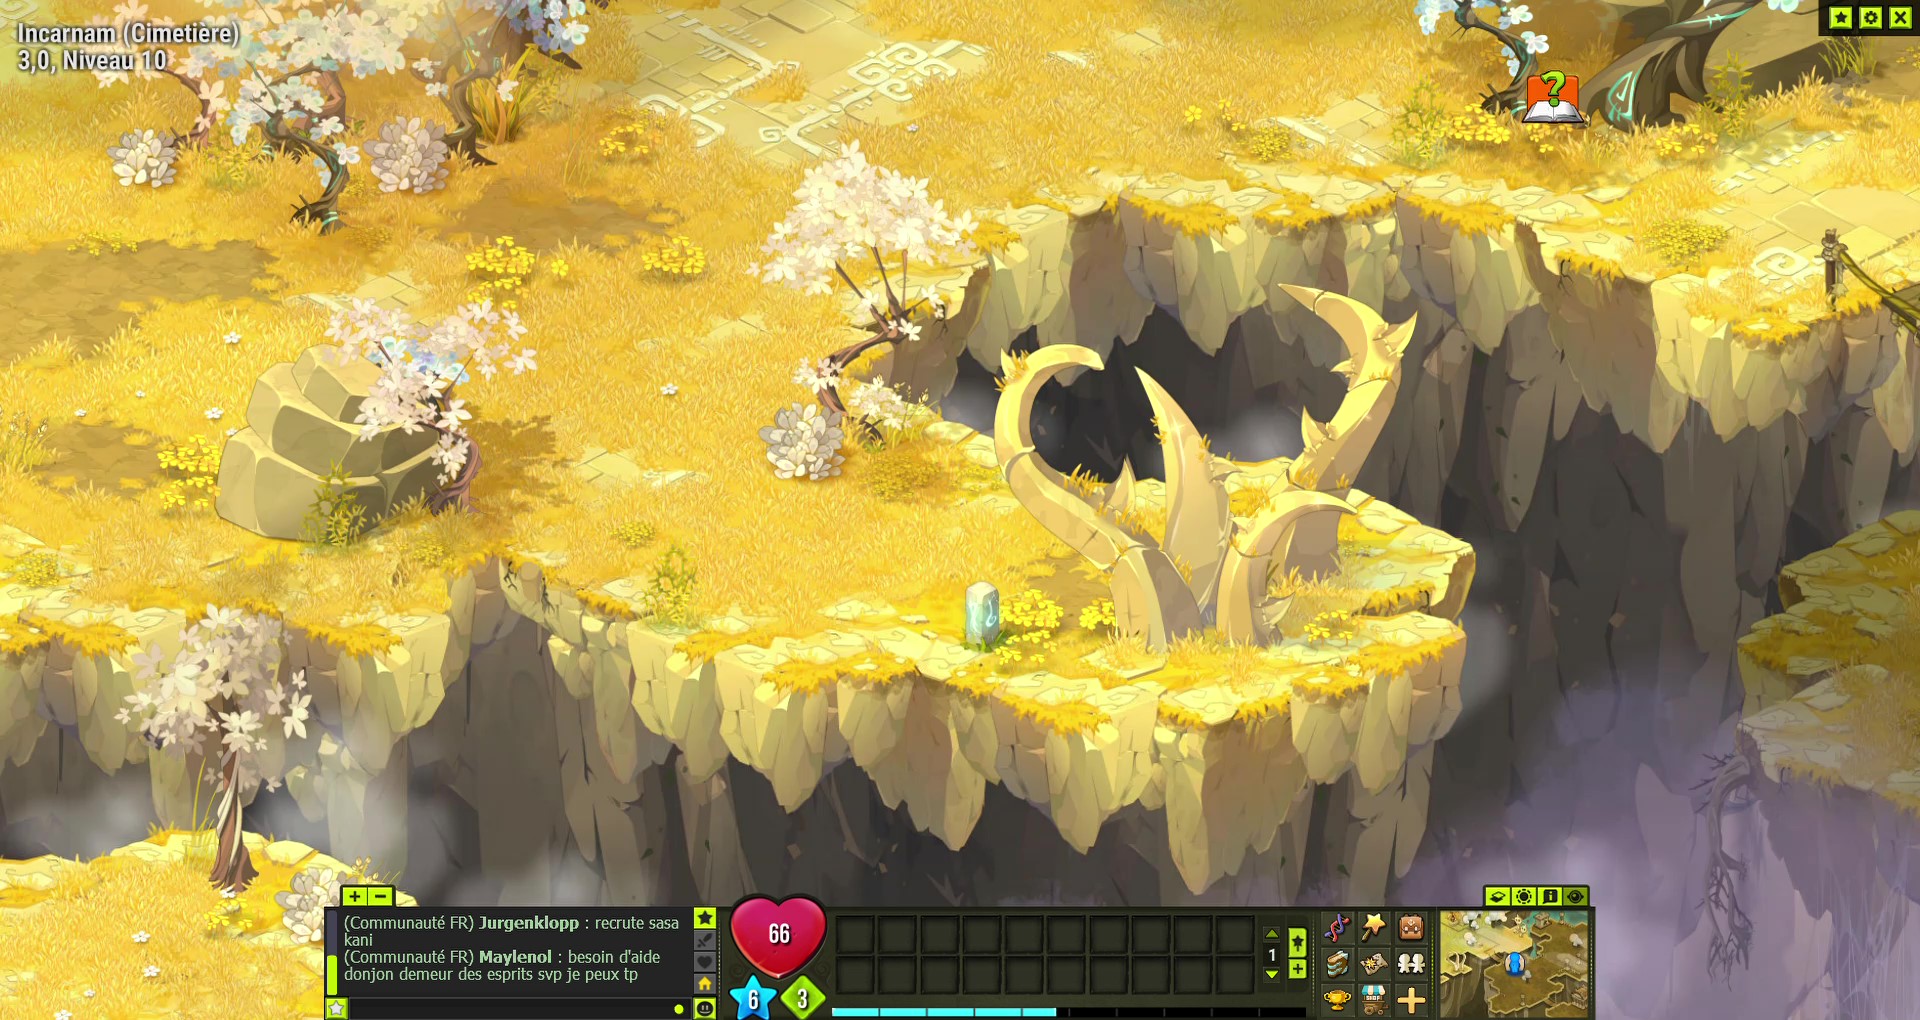 Incarnam (Cimetière)
3,0, Niveau 10
?
(Communauté FR) Jurgenklopp : recrute sasa
kani
(Communauté FR) Maylenol : besoin d'aide
donjon demeur des esprits svp je peux tp
66
6
3
1
SHOP